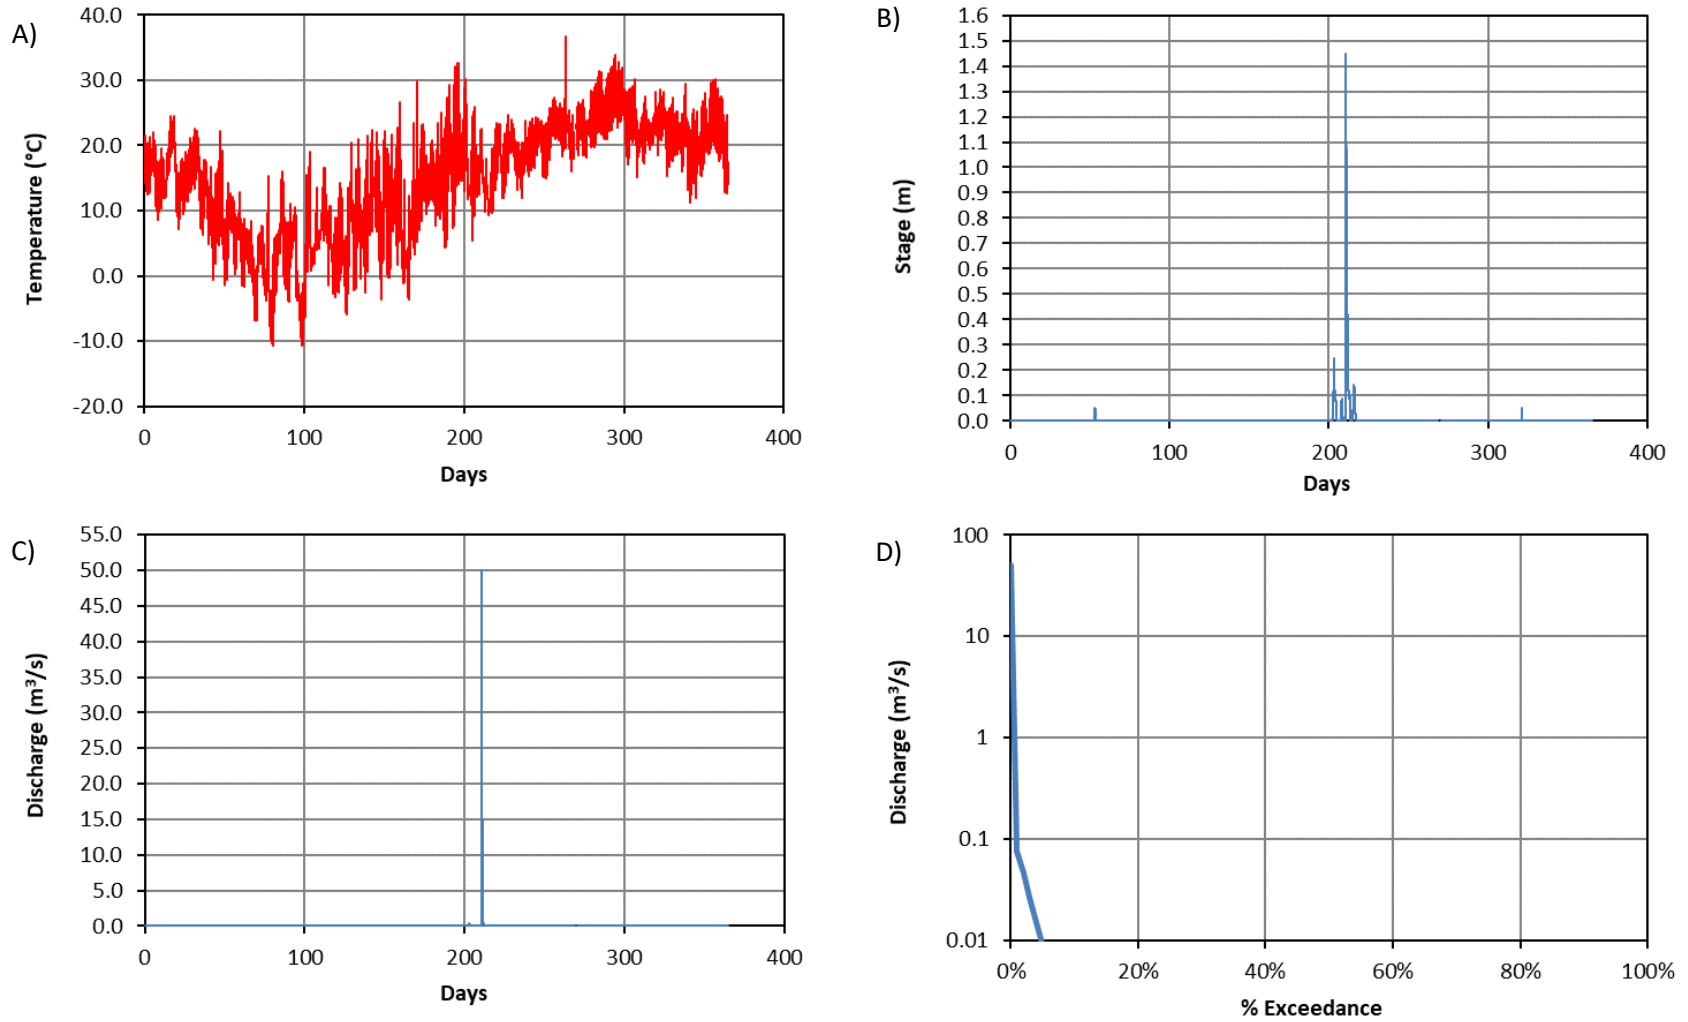 A)
40.0
30.0
20.0
10.0
0.0
-10.0
-20.0
Temperature (°C)
0 100 200 300 400
Days
B)
1.6
1.5
1.4
1.3
1.2
1.1
1.0
0.9
0.8
0.7
0.6
0.5
0.4
0.3
0.2
0.1
0.0
Stage (m)
0 100 200 300 400
Days
C)
55.0
50.0
45.0
40.0
35.0
30.0
25.0
20.0
15.0
10.0
5.0
0.0
Discharge (m³/s)
0 100 200 300 400
Days
D)
100
10
1
0.1
0.01
Discharge (m³/s)
0% 20% 40% 60% 80% 100%
% Exceedance